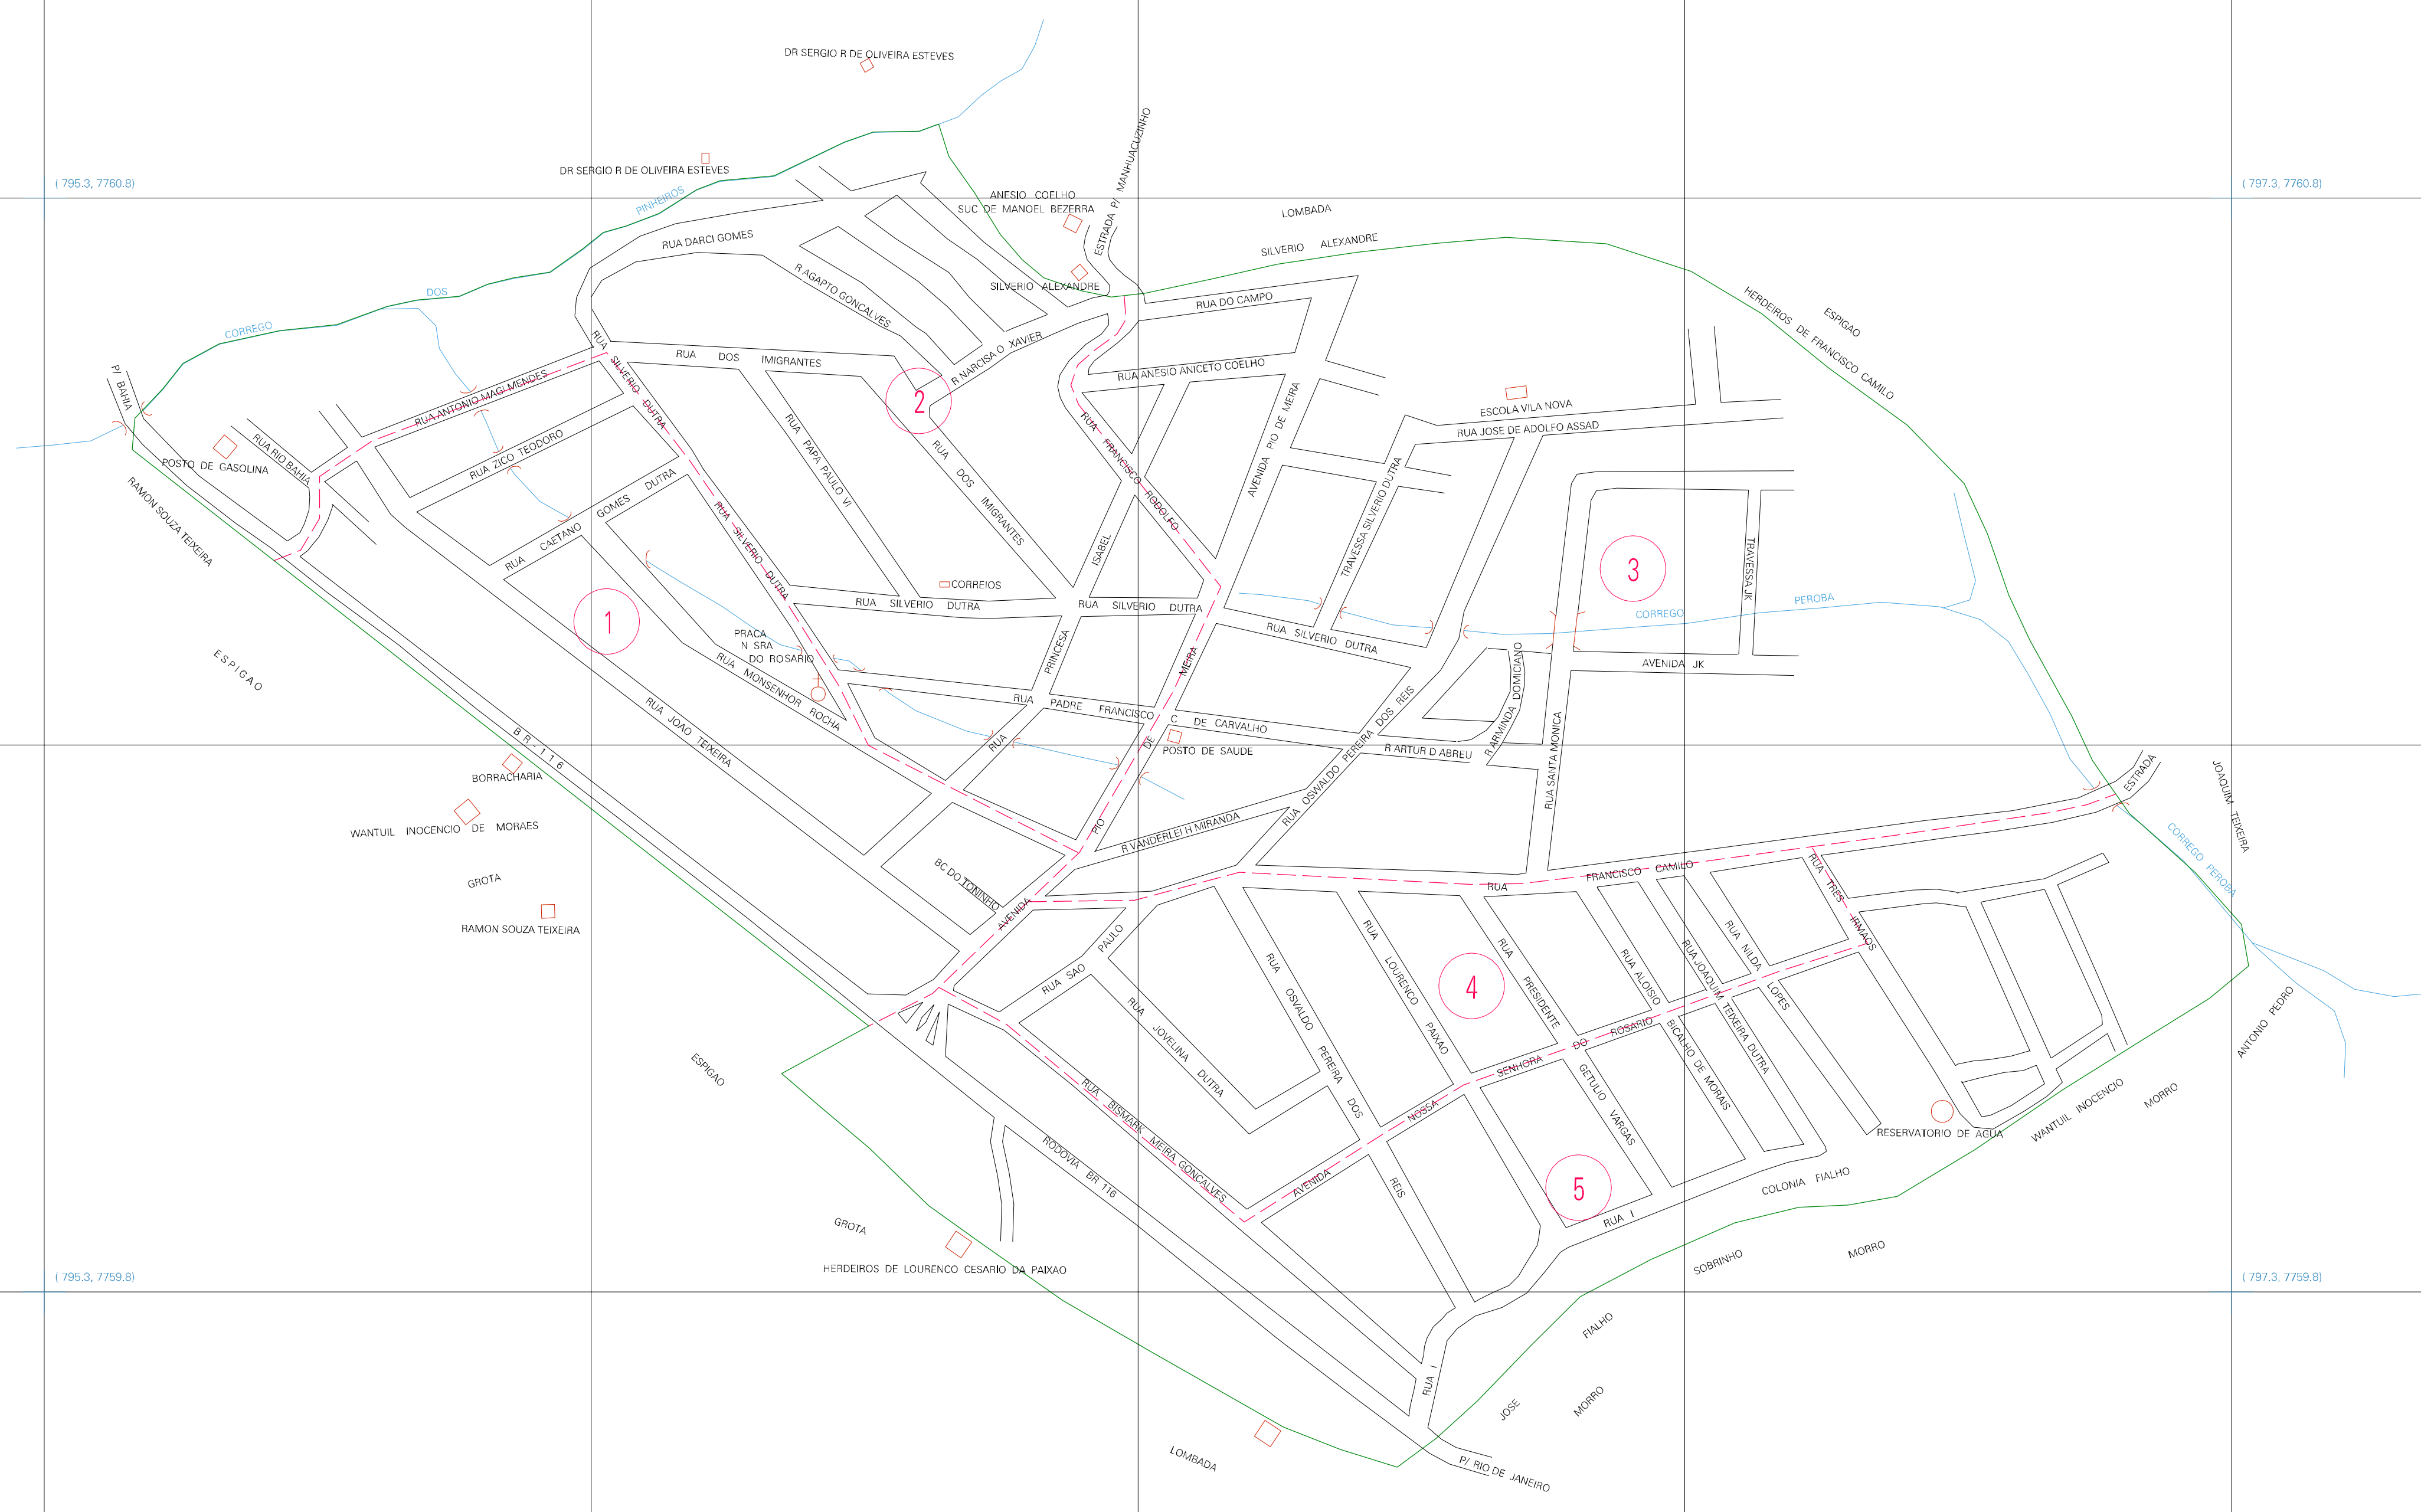 DR SERGIO R DE OLIVEIRA ESTEVES
DR SERGIO R DE OLIVEIRA ESTEVES
( 795.3, 7760.8)
( 797.3, 7760.8)
PINHEIROS
DOS
CORREGO
ESTRADA P/ MANHUACUZINHO
ANESIO COELHO
SUC DE MANOEL BEZERRA
SILVERIO ALEXANDRE
LOMBADA
SILVERIO ALEXANDRE
HERDEIROS DE FRANCISCO CAMILO
ESPIGAO
RUA DARCI GOMES
R AGAPTO GONCALVES
R NARCISA O XAVIER
RUA DO CAMPO
RUA DOS IMIGRANTES
RUA ANESIO ANICETO COELHO
AVENIDA PIO DE MEIRA
ESCOLA VILA NOVA
RUA JOSE DE ADOLFO ASSAD
P/ BAHIA
RUA RIO BAHIA
POSTO DE GASOLINA
RUA ANTONIO MAGI MENDES
RUA ZICO TEODORO
RUA CAETANO GOMES DUTRA
RUA SILVERIO DUTRA
RUA SILVERIO DUTRA
RUA PAPA PAULO VI
RUA DOS IMIGRANTES
2
RUA FRANCISCO RODOLFO
TRAVESSA SILVERIO DUTRA
TRAVESSA JK
3
RAMON SOUZA TEIXEIRA
ESPIGAO
1
CORREIOS
RUA SILVERIO DUTRA
RUA SILVERIO DUTRA
RUA SILVERIO DUTRA
RUA PRINCESA ISABEL
CORREGO PEROBA
AVENIDA JK
PRACA
N SRA
DO ROSARIO
RUA MONSENHOR ROCHA
RUA JOAO TEIXEIRA
RUA PADRE FRANCISCO C DE CARVALHO
POSTO DE SAUDE
R ARTUR D ABREU
R ARMINDA DOMICIANO
RUA SANTA MONICA
RUA OSWALDO PEREIRA DOS REIS
R VANDERLEI H MIRANDA
AVENIDA PIO DE MEIRA
BR-116
BORRACHARIA
WANTUIL INOCENCIO DE MORAES
GROTA
RAMON SOUZA TEIXEIRA
BC DO TONINHO
RUA FRANCISCO CAMILO
ESTRADA
JOAQUIM TEIXEIRA
CORREGO PEROBA
RUA TRES IRMAOS
RUA SAO PAULO
RUA JOVELINA DUTRA
RUA OSVALDO PEREIRA DOS REIS
RUA LOURENCO PAIXAO
4
RUA PRESIDENTE GETULIO VARGAS
RUA ALOISIO BICALHO DE MORAIS
RUA JOAQUIM TEIXEIRA DUTRA
RUA NILDA LOPES
AVENIDA NOSSA SENHORA DO ROSARIO
RUA BISMARK MEIRA GONCALVES
RODOVIA BR 116
ESPIGAO
GROTA
HERDEIROS DE LOURENCO CESARIO DA PAIXAO
5
RUA I
RUA I
RESERVATORIO DE AGUA
WANTUIL INOCENCIO
MORRO
ANTONIO PEDRO
COLONIA FIALHO
MORRO
SOBRINHO
FIALHO
MORRO
JOSE
LOMBADA
P/ RIO DE JANEIRO
( 795.3, 7759.8)
( 797.3, 7759.8)